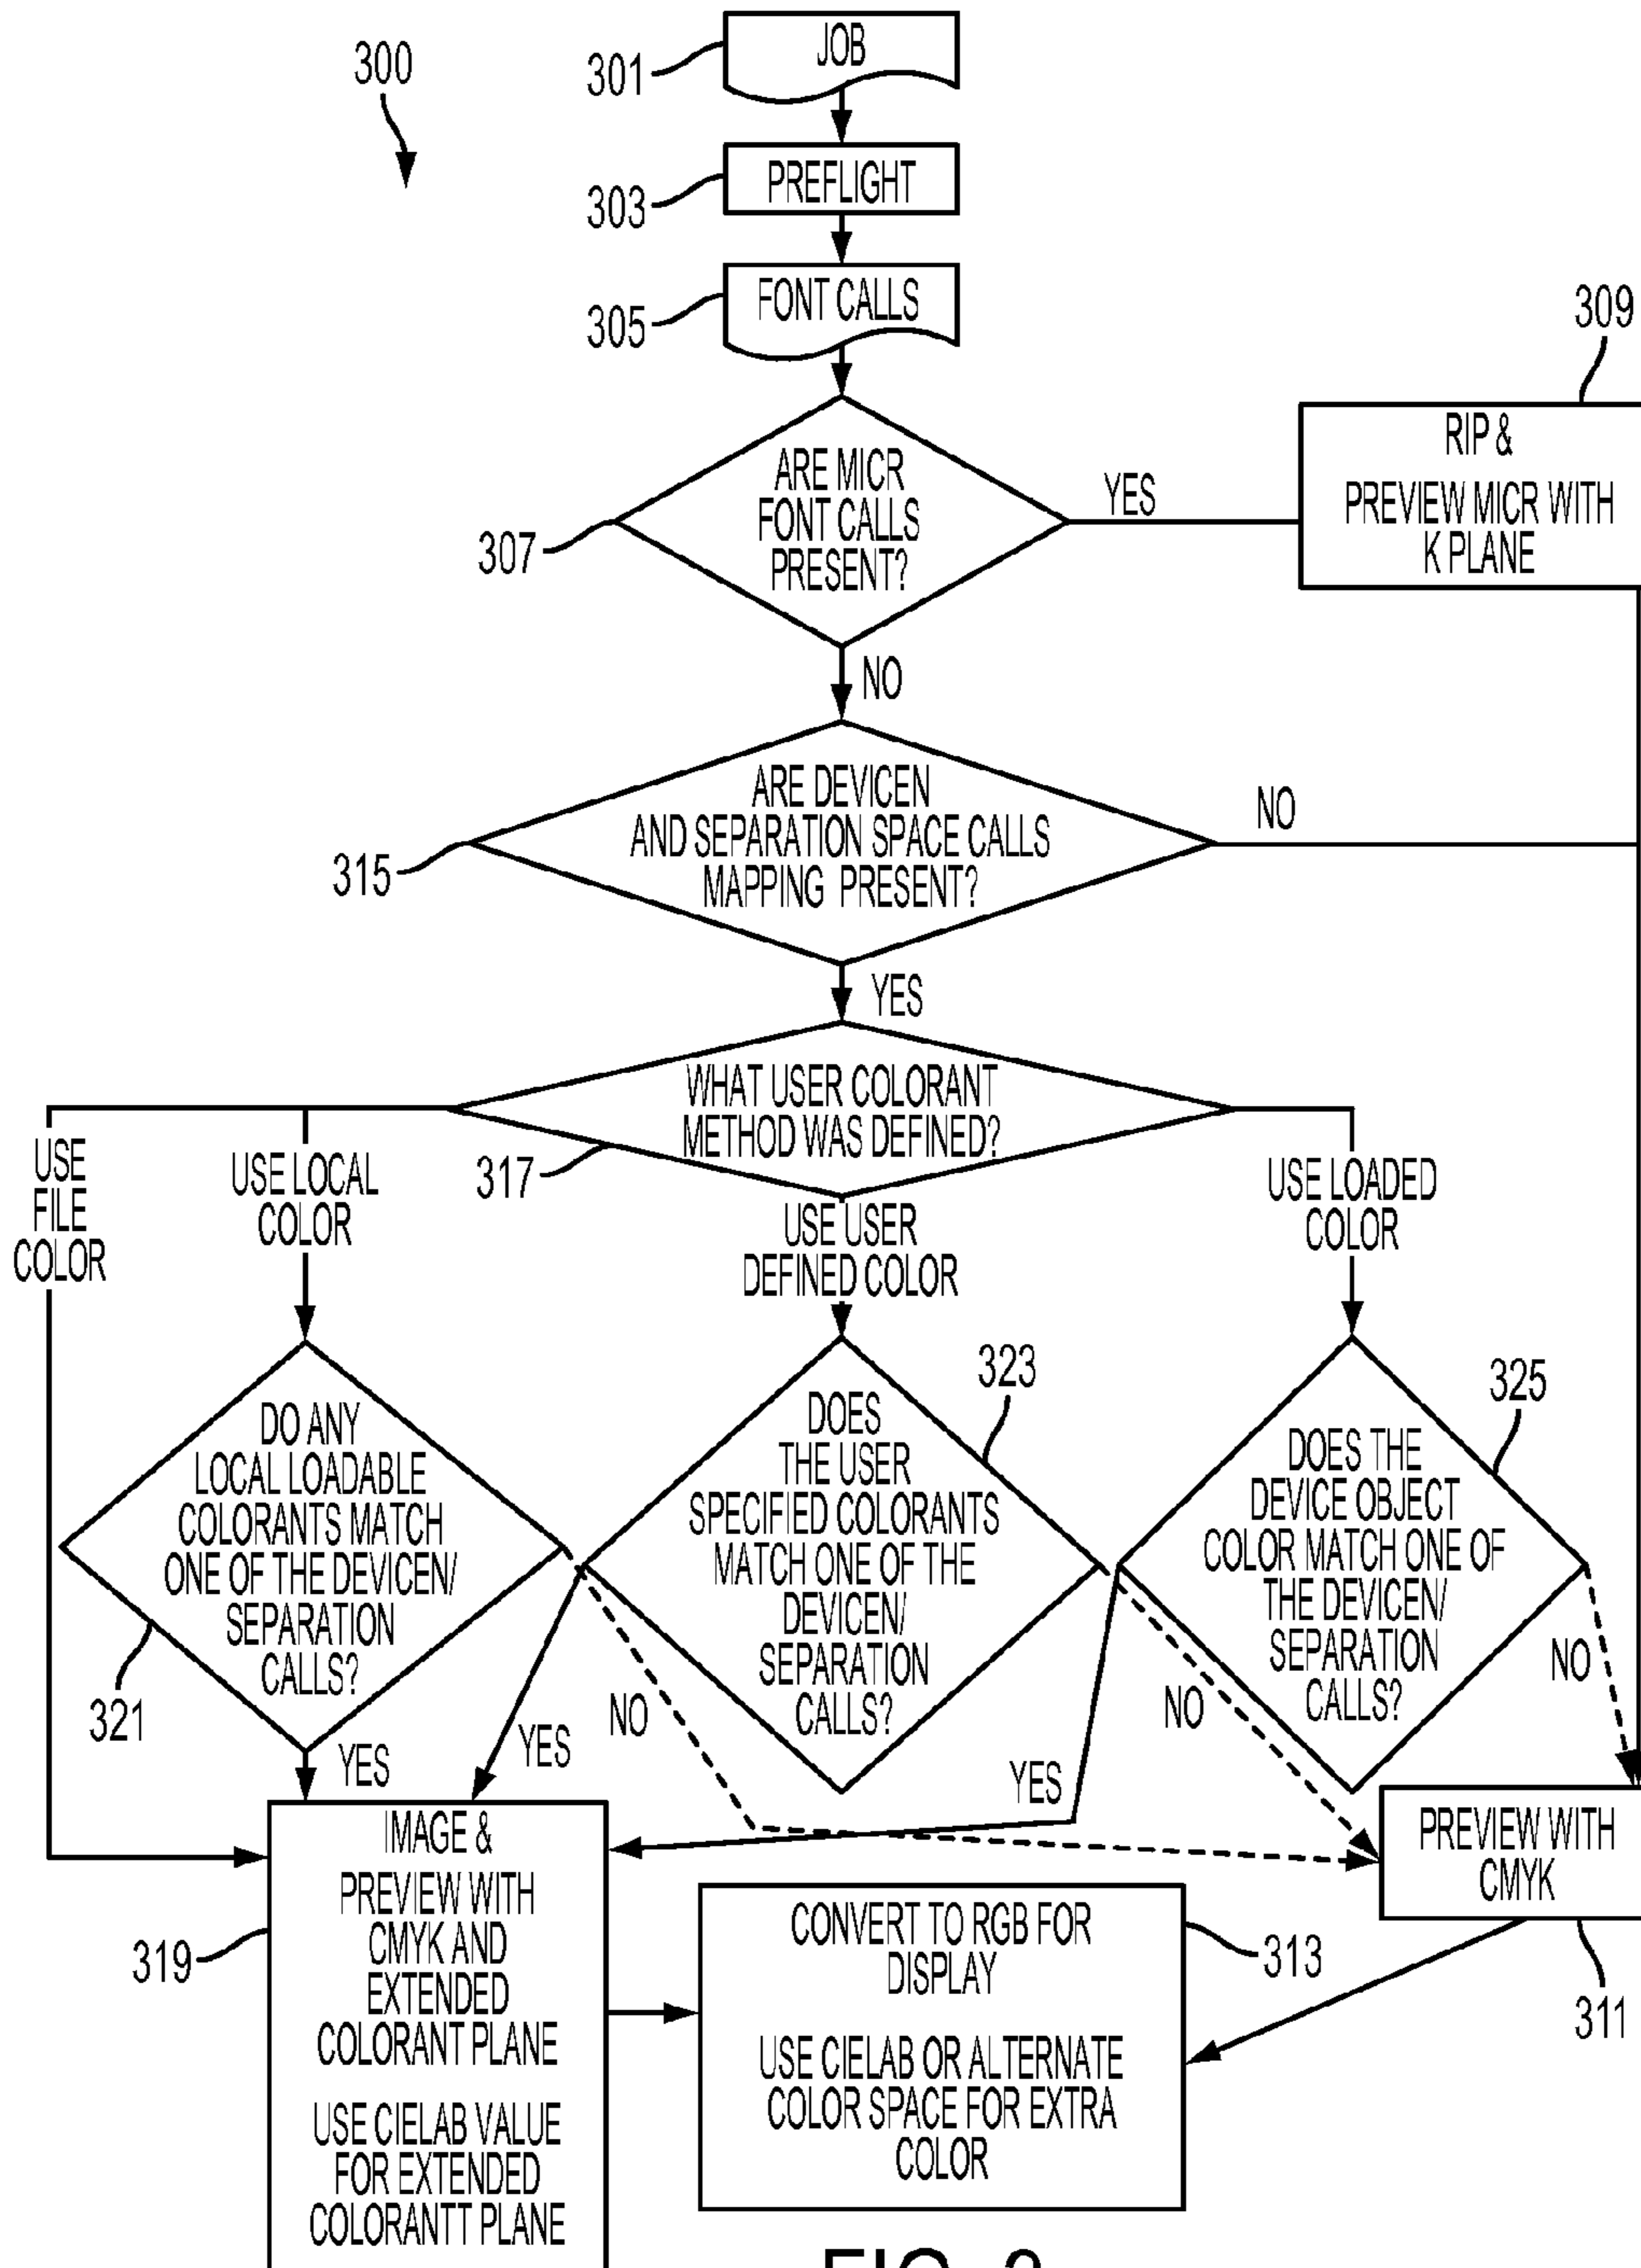 300
301
JOB
303
PREFLIGHT
305
FONT CALLS
309
RIP &
PREVIEW MICR WITH
K PLANE
307
ARE MICR
FONT CALLS
PRESENT?
YES
NO
315
ARE DEVICEN
AND SEPARATION SPACE CALLS
MAPPING PRESENT?
NO
YES
317
WHAT USER COLORANT
METHOD WAS DEFINED?
USE
FILE
COLOR
USE LOCAL
COLOR
USE USER
DEFINED COLOR
USE LOADED
COLOR
321
DO ANY
LOCAL LOADABLE
COLORANTS MATCH
ONE OF THE DEVICEN/
SEPARATION
CALLS?
323
DOES
THE USER
SPECIFIED COLORANTS
MATCH ONE OF THE
DEVICEN/
SEPARATION
CALLS?
325
DOES THE
DEVICE OBJECT
COLOR MATCH ONE OF
THE DEVICEN/
SEPARATION
CALLS?
YES
YES
NO
YES
NO
NO
319
IMAGE &
PREVIEW WITH
CMYK AND
EXTENDED
COLORANT PLANE
USE CIELAB VALUE
FOR EXTENDED
COLORANTT PLANE
CONVERT TO RGB FOR
DISPLAY
USE CIELAB OR ALTERNATE
COLOR SPACE FOR EXTRA
COLOR
313
PREVIEW WITH
CMYK
311